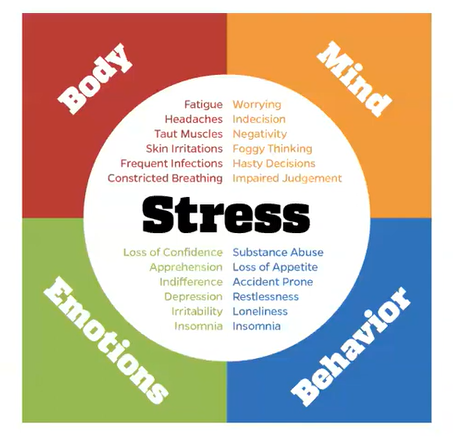 Body
Mind
Fatigue
Headaches
Taut Muscles
Skin Irritations
Frequent Infections
Constricted Breathing
Worrying
Indecision
Negativity
Foggy Thinking
Hasty Decisions
Impaired Judgement
Stress
Loss of Confidence
Apprehension
Indifference
Depression
Irritability
Insomnia
Substance Abuse
Loss of Appetite
Accident Prone
Restlessness
Loneliness
Insomnia
Emotions
Behavior